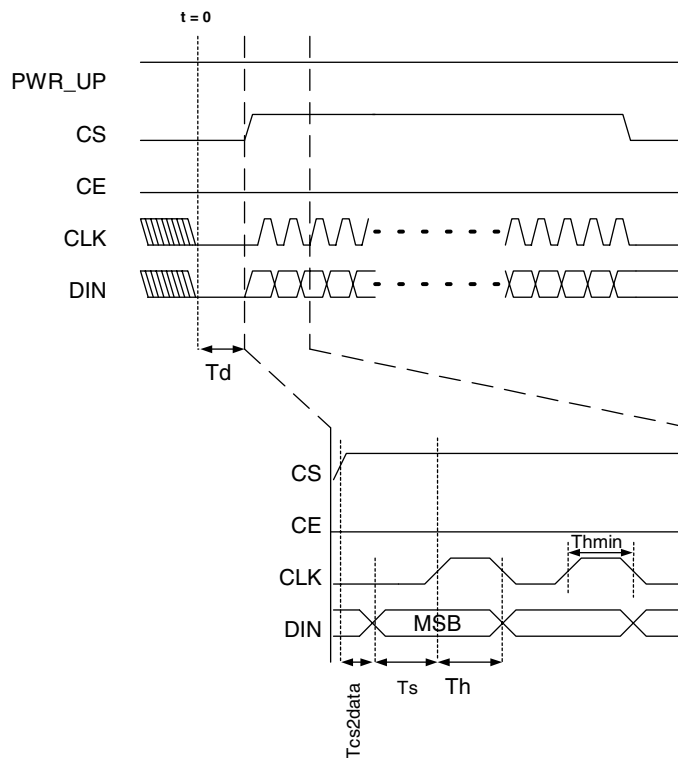 t = 0
PWR_UP
CS
CE
CLK
DIN
Td
CS
CE
Thmin
CLK
DIN
MSB
Tcs2data
Ts
Th